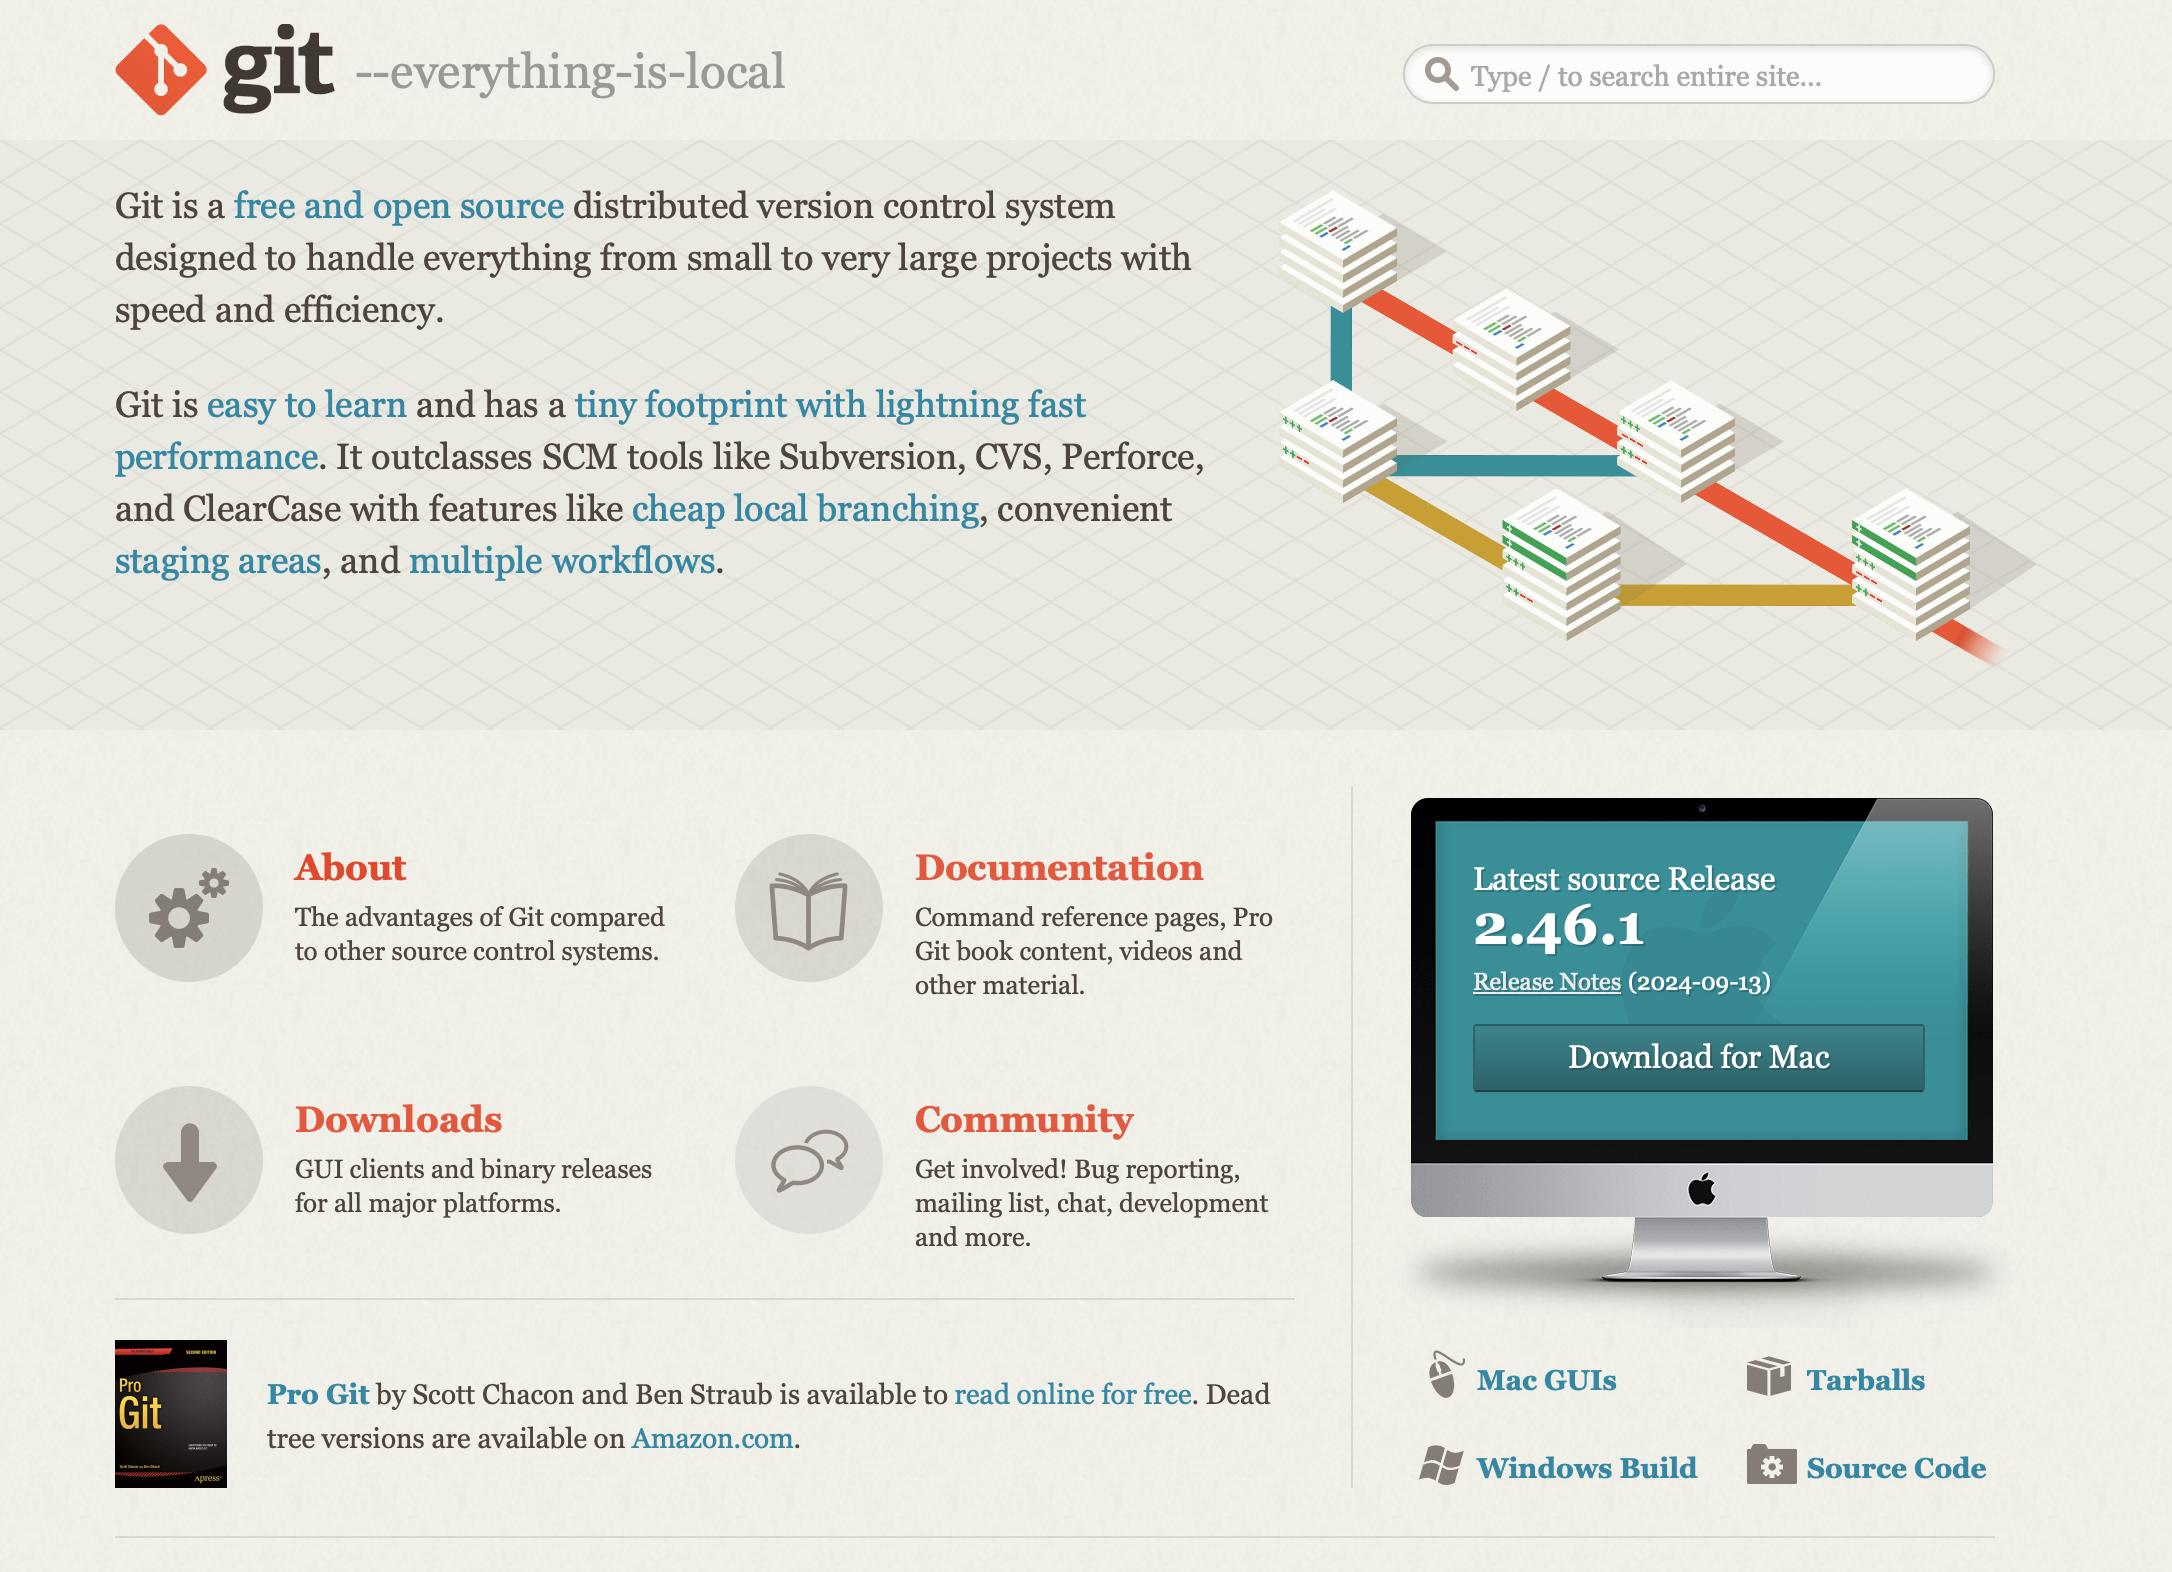 git --everything-is-local
Type / to search entire site...
Git is a free and open source distributed version control system
designed to handle everything from small to very large projects with
speed and efficiency.
Git is easy to learn and has a tiny footprint with lightning fast
performance. It outclasses SCM tools like Subversion, CVS, Perforce,
and ClearCase with features like cheap local branching, convenient
staging areas, and multiple workflows.
About
The advantages of Git compared
to other source control systems.
Documentation
Command reference pages, Pro
Git book content, videos and
other material.
Downloads
GUI clients and binary releases
for all major platforms.
Community
Get involved! Bug reporting,
mailing list, chat, development
and more.
Pro
Git
Apress
Pro Git by Scott Chacon and Ben Straub is available to read online for free. Dead
tree versions are available on Amazon.com.
Latest source Release
2.46.1
Release Notes (2024-09-13)
Download for Mac
Mac GUIs
Tarballs
Windows Build
Source Code